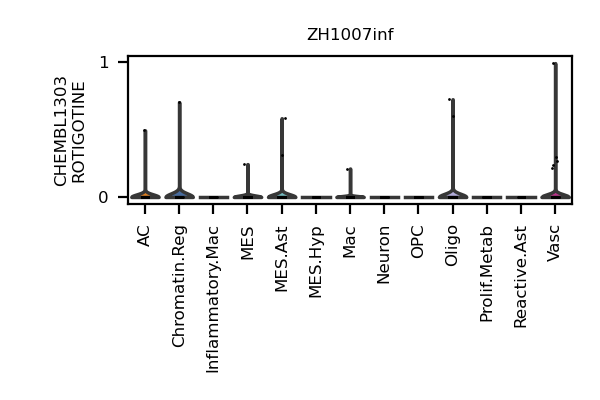 ZH1007inf
CHEMBL1303
ROTIGOTINE
1
0
AC
Chromatin.Reg
Inflammatory.Mac
MES
MES.Ast
MES.Hyp
Mac
Neuron
OPC
Oligo
Prolif.Metab
Reactive.Ast
Vasc